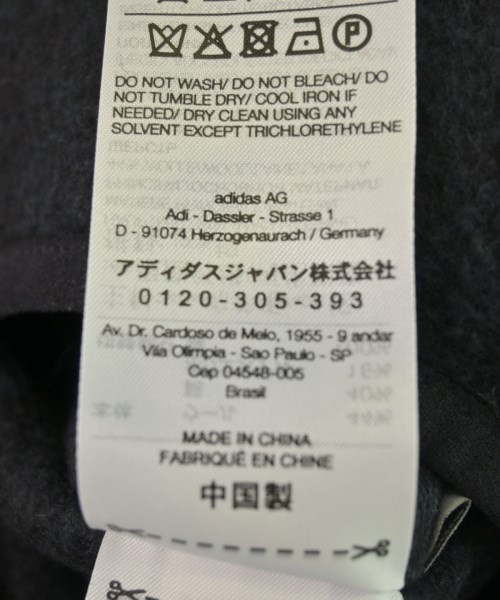 DO NOT WASH/ DO NOT BLEACH/ DO
NOT TUMBLE DRY/ COOL IRON IF
NEEDED/ DRY CLEAN USING ANY
SOLVENT EXCEPT TRICHLORETHYLENE
adidas AG
Adi - Dassler - Strasse 1
D - 91074 Herzogenaurach / Germany
アディダスジャパン株式会社
0120-305-393
Av. Dr. Cardoso de Melo, 1955 - 9 andar
Vila Olimpia - Sao Paulo - SP
Cep 04548-005
Brasil
MADE IN CHINA
FABRIQUÉ EN CHINE
中国製